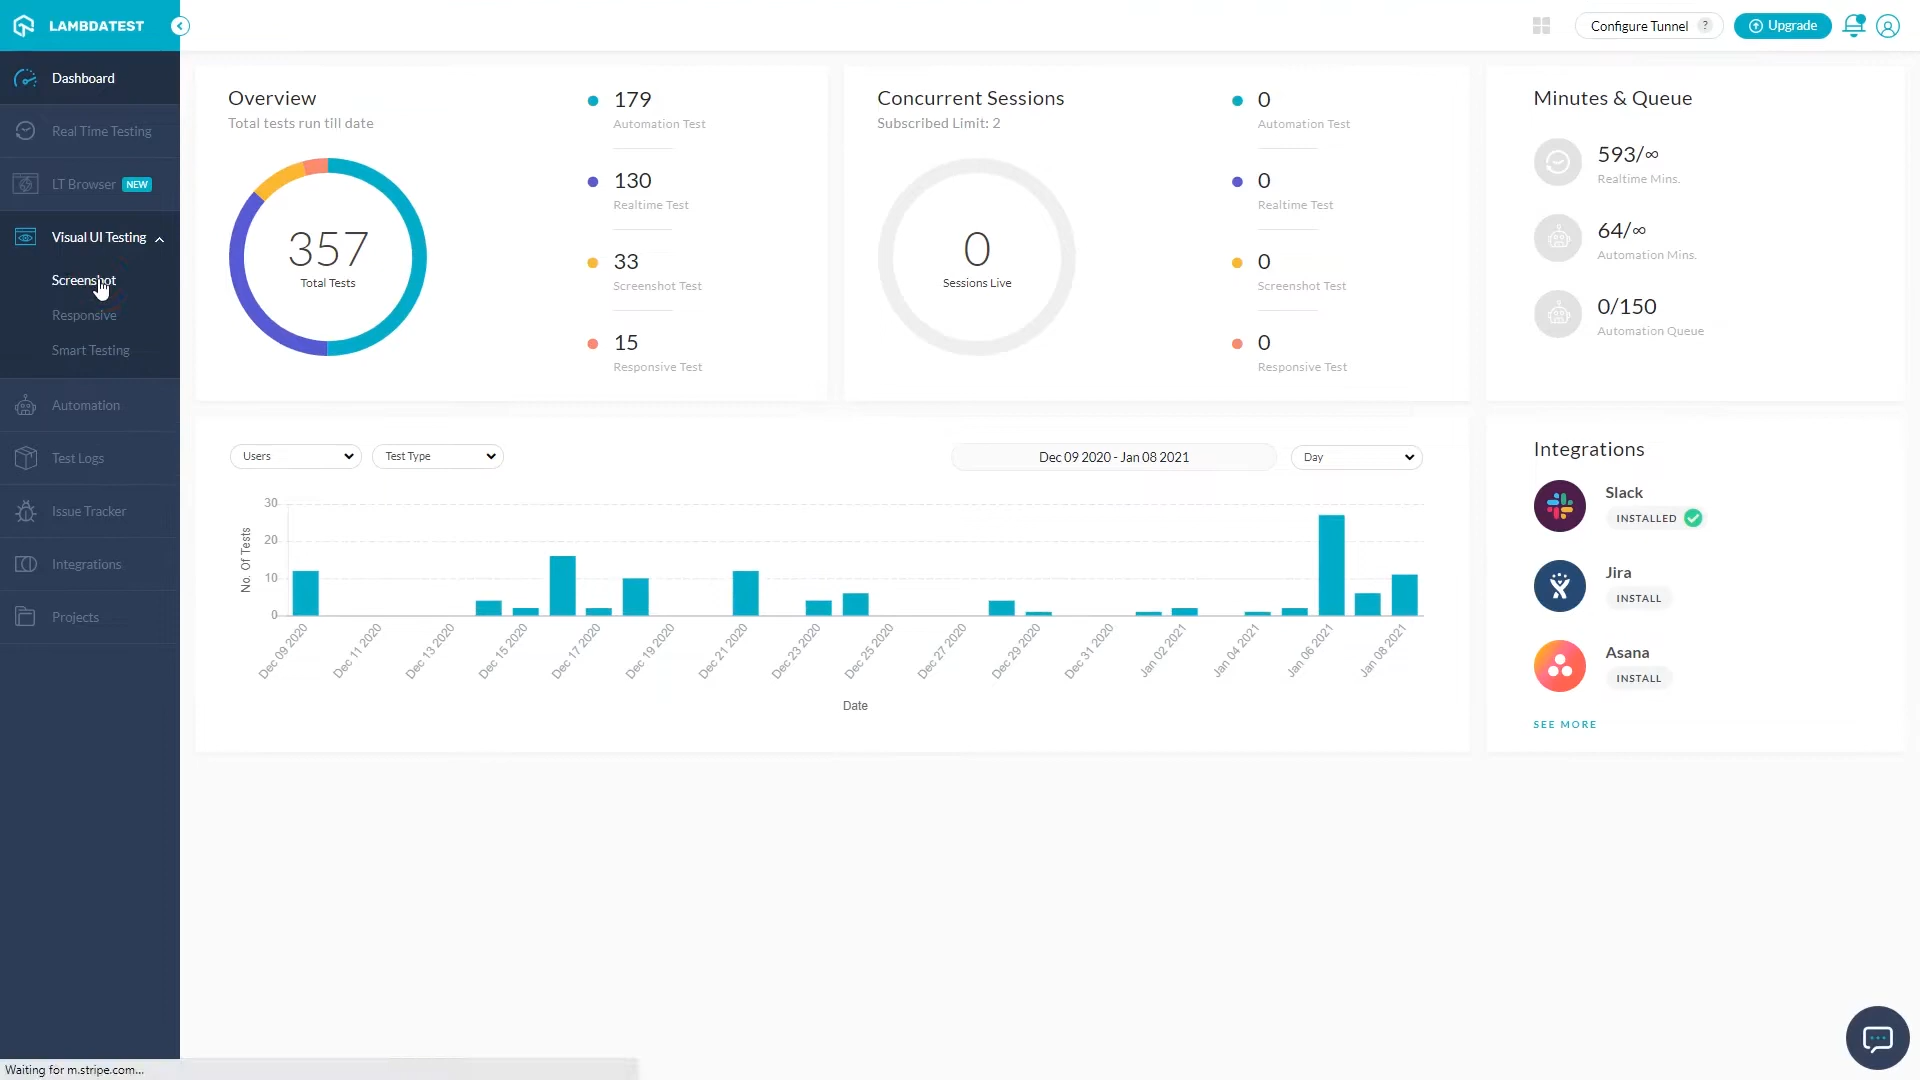 LAMBDATEST
Configure Tunnel ?
Upgrade
Dashboard
Real Time Testing
LT Browser NEW
Visual UI Testing
Screenshot
Responsive
Smart Testing
Automation
Test Logs
Issue Tracker
Integrations
Projects
Overview
Total tests run till date
357
Total Tests
179
Automation Test
130
Realtime Test
33
Screenshot Test
15
Responsive Test
Concurrent Sessions
Subscribed Limit: 2
0
Sessions Live
0
Automation Test
0
Realtime Test
0
Screenshot Test
0
Responsive Test
Minutes & Queue
593/∞
Realtime Mins.
64/∞
Automation Mins.
0/150
Automation Queue
Users
Test Type
Dec 09 2020 - Jan 08 2021
Day
No. Of Tests
30
20
10
0
Dec 09 2020
Dec 11 2020
Dec 13 2020
Dec 15 2020
Dec 17 2020
Dec 19 2020
Dec 21 2020
Dec 23 2020
Dec 25 2020
Dec 27 2020
Dec 29 2020
Dec 31 2020
Jan 02 2021
Jan 04 2021
Jan 06 2021
Jan 08 2021
Date
Integrations
Slack
INSTALLED
Jira
INSTALL
Asana
INSTALL
SEE MORE
Waiting for m.stripe.com...